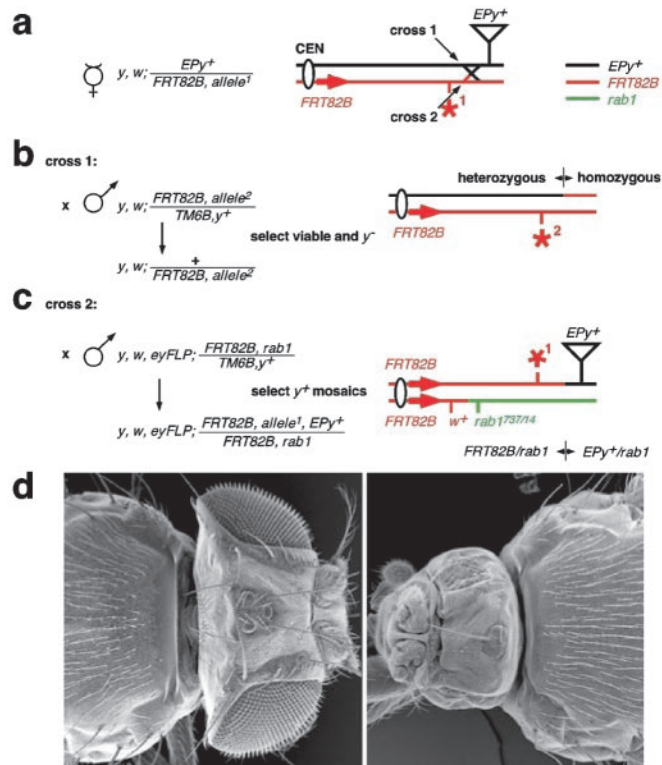 a
y, w; EPy+
FRT82B, allele1
CEN
cross 1
EPy+
FRT82B
cross 2
1
EPy+
FRT82B
rab1
b cross 1:
x y, w; FRT82B, allele2
TM6B,y+
select viable and y-
y, w; +
FRT82B, allele2
heterozygous homozygous
FRT82B
2
c cross 2:
x y, w, eyFLP; FRT82B, rab1
TM6B,y+
select y+ mosaics
y, w, eyFLP; FRT82B, allele1, EPy+
FRT82B, rab1
EPy+
FRT82B
1
FRT82B w+ rab1737/14
FRT82B/rab1 EPy+/rab1
d